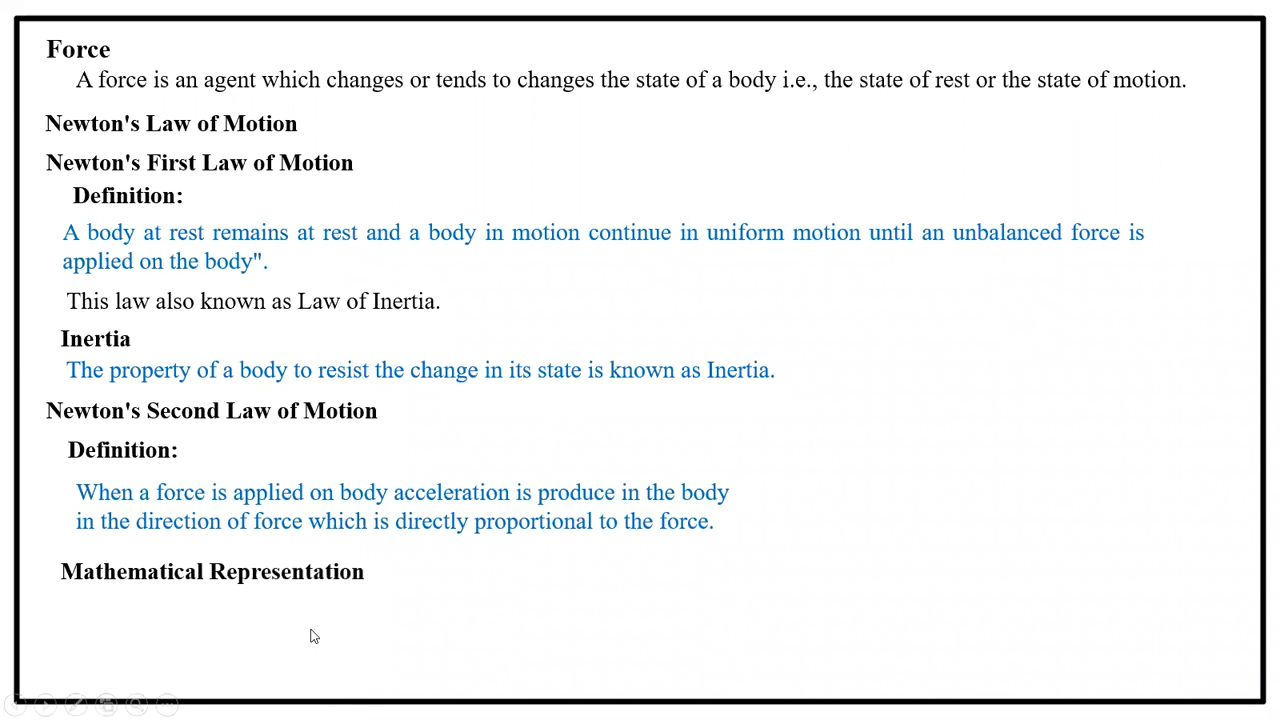 Force
A force is an agent which changes or tends to changes the state of a body i.e., the state of rest or the state of motion.
Newton's Law of Motion
Newton's First Law of Motion
Definition:
A body at rest remains at rest and a body in motion continue in uniform motion until an unbalanced force is
applied on the body".
This law also known as Law of Inertia.
Inertia
The property of a body to resist the change in its state is known as Inertia.
Newton's Second Law of Motion
Definition:
When a force is applied on body acceleration is produce in the body
in the direction of force which is directly proportional to the force.
Mathematical Representation